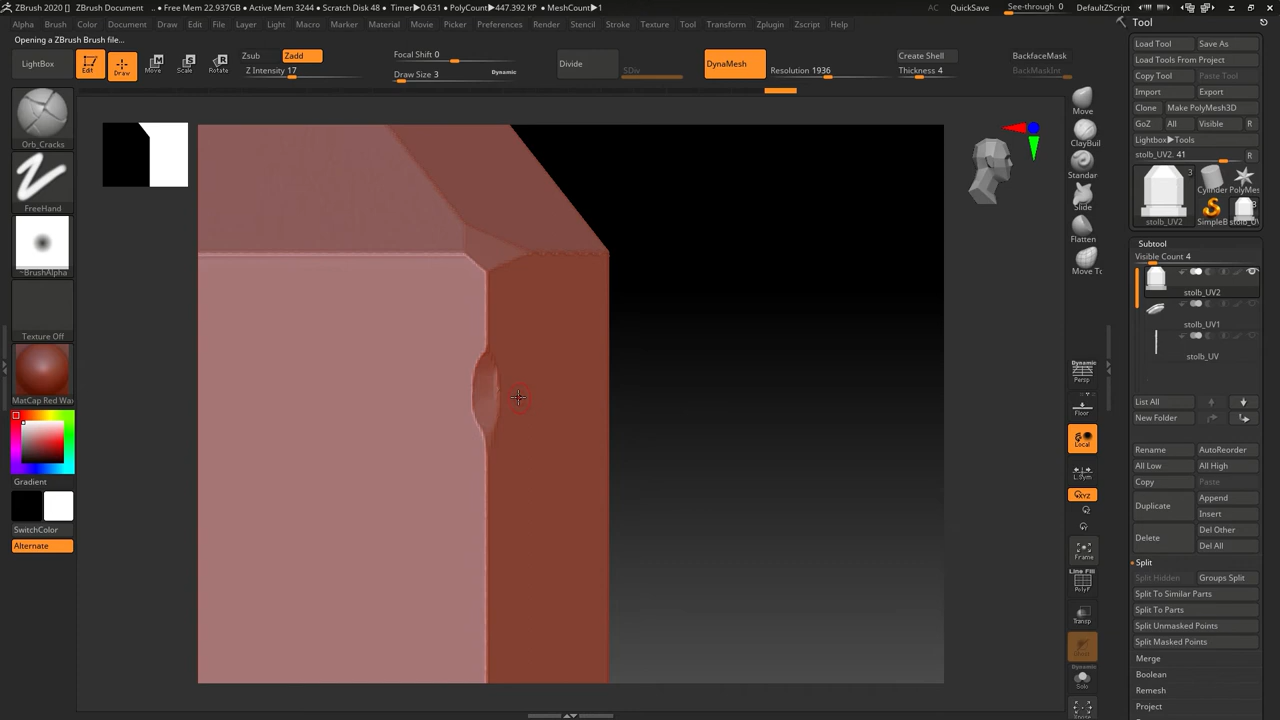 ZBrush 2020 [] ZBrush Document .. • Free Mem 22.937GB • Active Mem 3244 • Scratch Disk 48 • Timer▶0.631 • PolyCount▶447.392 KP • MeshCount▶1
AC QuickSave See-through 0 Menus DefaultZScript
Alpha Brush Color Document Draw Edit File Layer Light Macro Marker Material Movie Picker Preferences Render Stencil Stroke Texture Tool Transform Zplugin Zscript Help
Opening a ZBrush Brush file...
LightBox
Edit
Draw
Move
Scale
Rotate
Zsub Zadd
Z Intensity 17
Focal Shift 0
Draw Size 3 Dynamic
Divide
SDiv
DynaMesh
Resolution 1936
Create Shell
Thickness 4
BackfaceMask
BackMaskInt
Orb_Cracks
FreeHand
~BrushAlpha
Texture Off
MatCap Red Wax
Gradient
SwitchColor
Alternate
Move
ClayBuil
Standar
Slide
Flatten
Move To
Dynamic
Persp
Floor
Local
L.Sym
XYZ
Frame
Line Fill
PolyF
Transp
Ghost
Dynamic
Solo
Tool
Load Tool Save As
Load Tools From Project
Copy Tool Paste Tool
Import Export
Clone Make PolyMesh3D
GoZ All Visible R
Lightbox▶Tools
stolb_UV2. 41 R
3
stolb_UV2
Cylinder
PolyMes
SimpleB
3
stolb_U
Subtool
Visible Count 4
stolb_UV2
stolb_UV1
stolb_UV
List All
New Folder
Rename AutoReorder
All Low All High
Copy Paste
Duplicate Append
Insert
Delete Del Other
Del All
Split
Split Hidden Groups Split
Split To Similar Parts
Split To Parts
Split Unmasked Points
Split Masked Points
Merge
Boolean
Remesh
Project